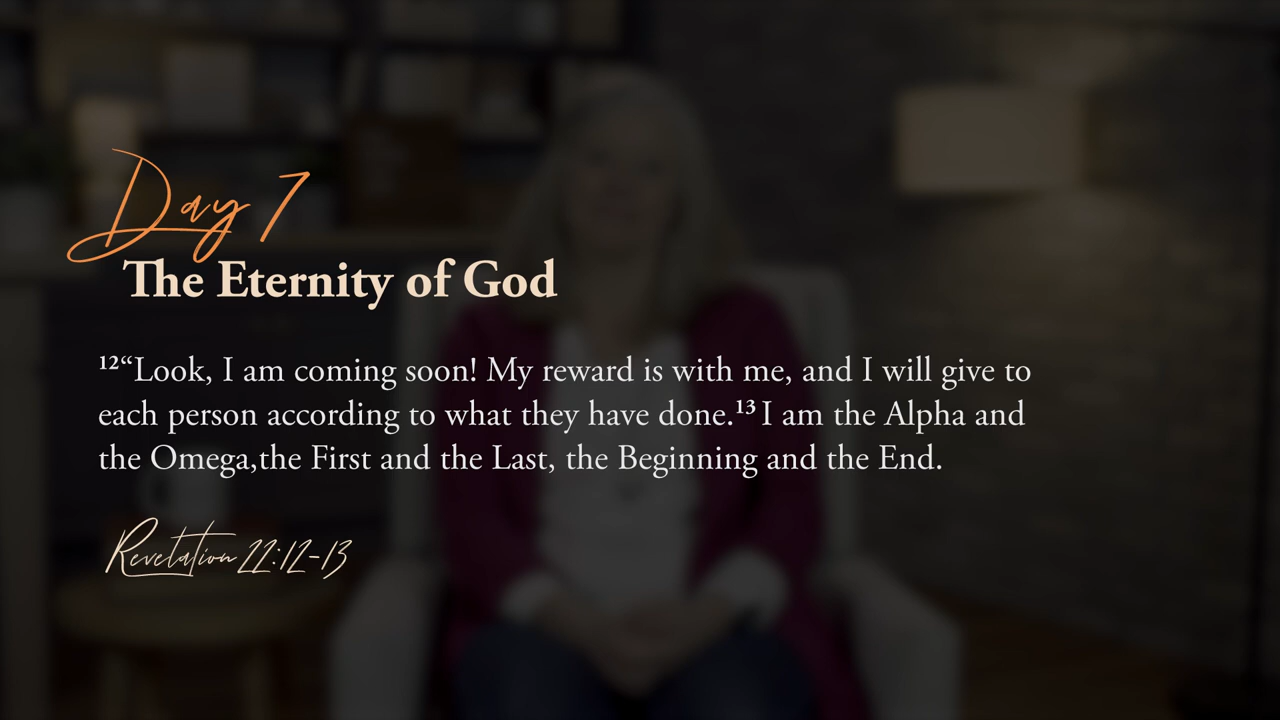 Day 7
The Eternity of God
¹²“Look, I am coming soon! My reward is with me, and I will give to
each person according to what they have done.¹³ I am the Alpha and
the Omega,the First and the Last, the Beginning and the End.
Revelation 22:12-13